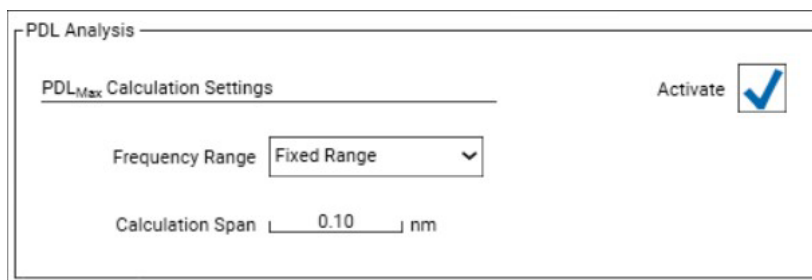 PDL Analysis
PDLMax Calculation Settings
Activate
Frequency Range Fixed Range
Calculation Span 0.10 nm